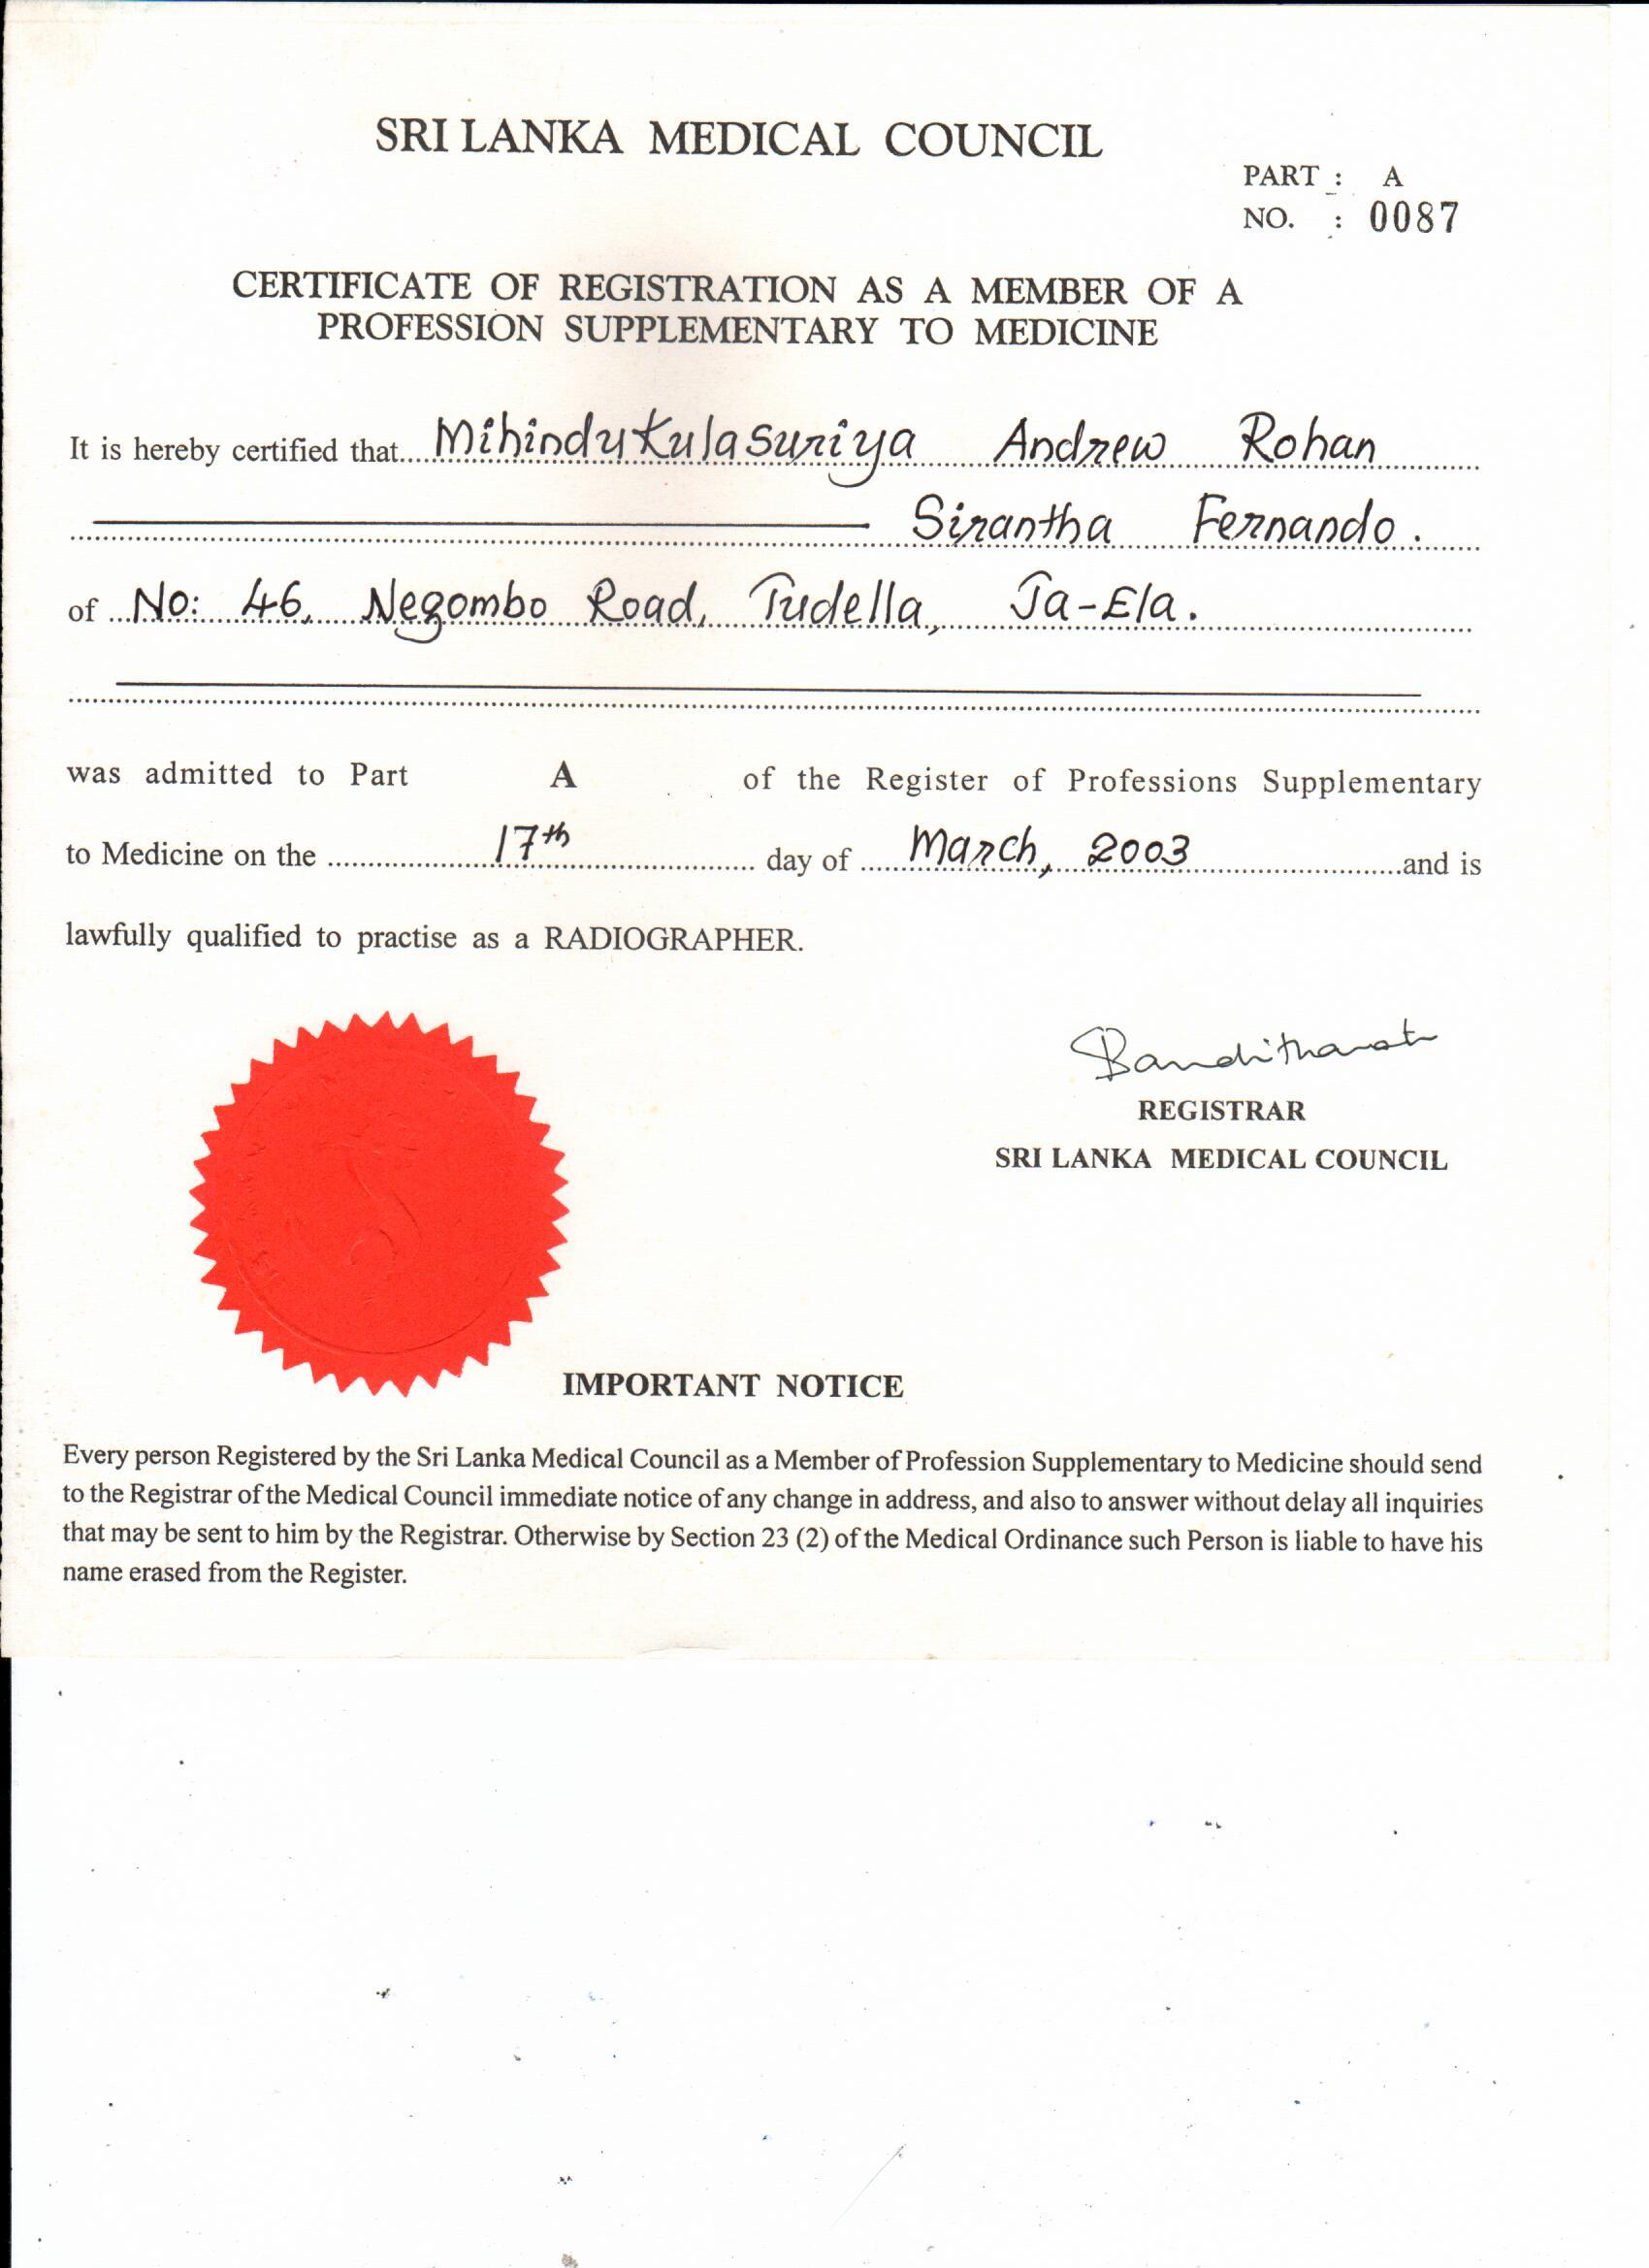 SRI LANKA MEDICAL COUNCIL
PART : A
NO. : 0087
CERTIFICATE OF REGISTRATION AS A MEMBER OF A
PROFESSION SUPPLEMENTARY TO MEDICINE
It is hereby certified that Mihindukulasuriya Andrew Rohan
Sirantha Fernando.
of No: 46, Negombo Road, Tudella, Ja-Ela.
was admitted to Part A of the Register of Professions Supplementary
to Medicine on the 17th day of March, 2003 and is
lawfully qualified to practise as a RADIOGRAPHER.
REGISTRAR
SRI LANKA MEDICAL COUNCIL
IMPORTANT NOTICE
Every person Registered by the Sri Lanka Medical Council as a Member of Profession Supplementary to Medicine should send
to the Registrar of the Medical Council immediate notice of any change in address, and also to answer without delay all inquiries
that may be sent to him by the Registrar. Otherwise by Section 23 (2) of the Medical Ordinance such Person is liable to have his
name erased from the Register.